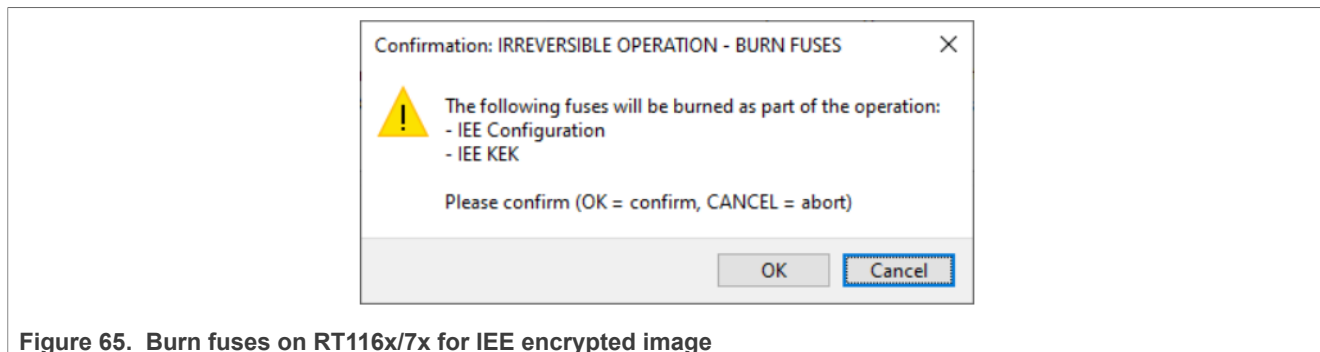 Confirmation: IRREVERSIBLE OPERATION - BURN FUSES
The following fuses will be burned as part of the operation:
- IEE Configuration
- IEE KEK
Please confirm (OK = confirm, CANCEL = abort)
OK Cancel
Figure 65. Burn fuses on RT116x/7x for IEE encrypted image